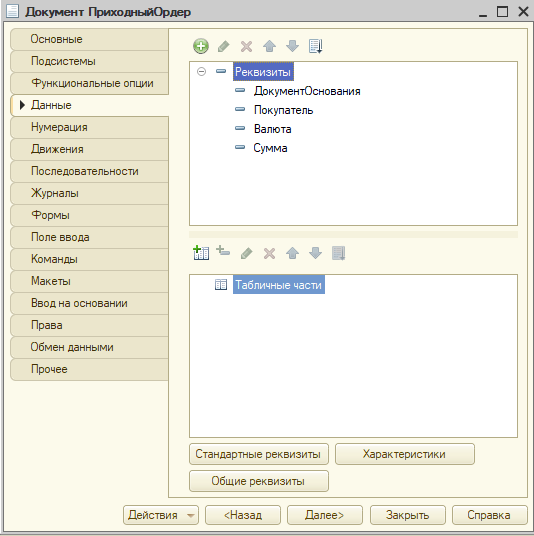 Документ ПриходныйОрдер
Основные
Подсистемы
Функциональные опции
Данные
Нумерация
Движения
Последовательности
Журналы
Формы
Поле ввода
Команды
Макеты
Ввод на основании
Права
Обмен данными
Прочее
Реквизиты
ДокументОснования
Покупатель
Валюта
Сумма
Табличные части
Стандартные реквизиты
Характеристики
Общие реквизиты
Действия
<Назад
Далее>
Закрыть
Справка